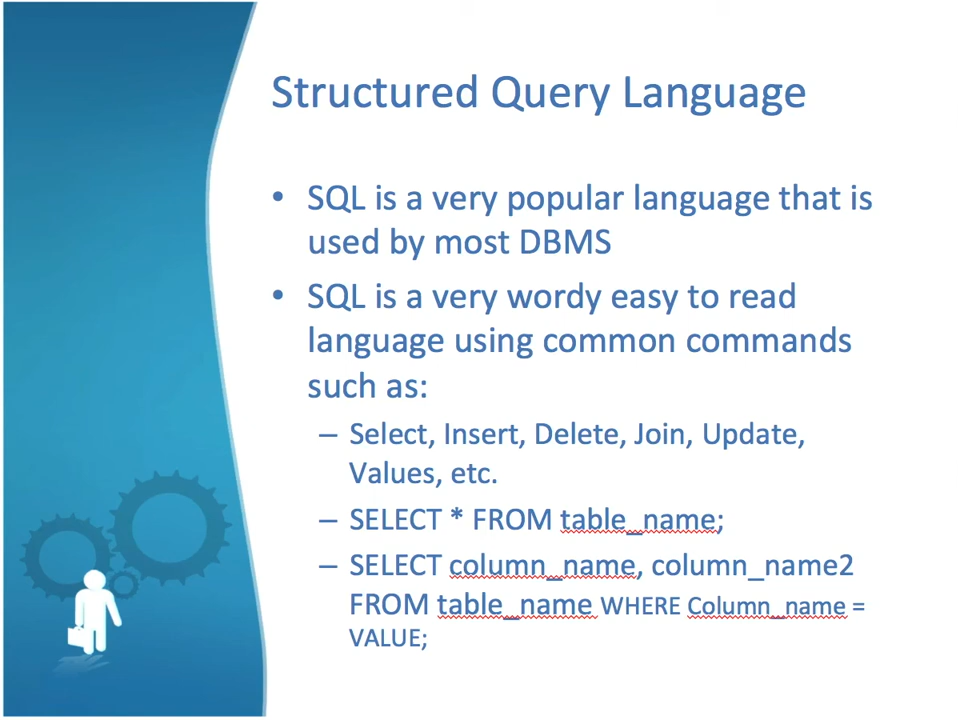 Structured Query Language
• SQL is a very popular language that is
used by most DBMS
• SQL is a very wordy easy to read
language using common commands
such as:
– Select, Insert, Delete, Join, Update,
Values, etc.
– SELECT * FROM table_name;
– SELECT column_name, column_name2
FROM table_name WHERE Column_name =
VALUE;